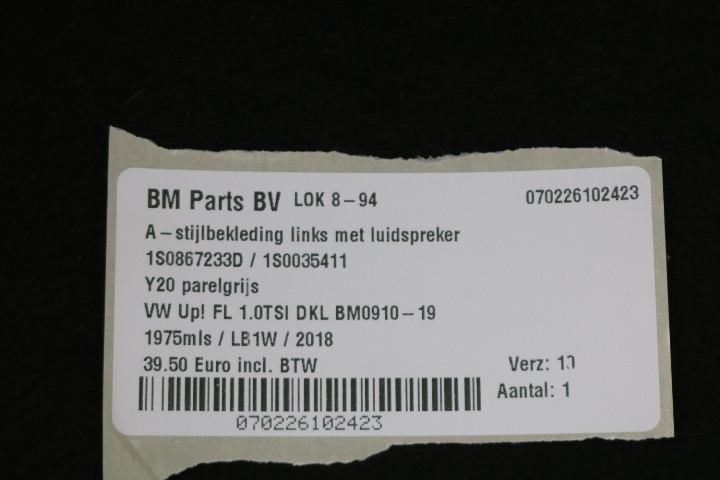 BM Parts BV LOK 8-94 070226102423
A-stijlbekleding links met luidspreker
1S0867233D / 1S0035411
Y20 parelgrijs
VW Up! FL 1.0TSI DKL BM0910-19
1975mls / LB1W / 2018
39.50 Euro incl. BTW Verz: 10
Aantal: 1
070226102423